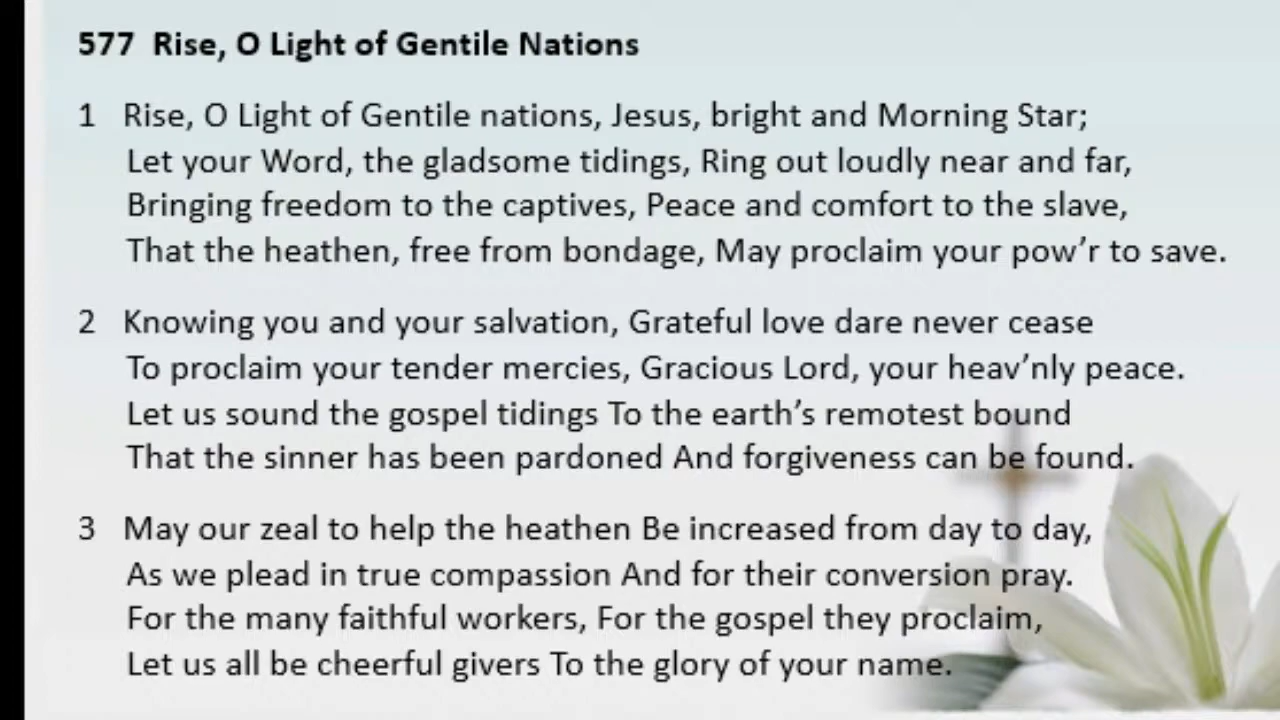 577 Rise, O Light of Gentile Nations
1 Rise, O Light of Gentile nations, Jesus, bright and Morning Star;
Let your Word, the gladsome tidings, Ring out loudly near and far,
Bringing freedom to the captives, Peace and comfort to the slave,
That the heathen, free from bondage, May proclaim your pow’r to save.
2 Knowing you and your salvation, Grateful love dare never cease
To proclaim your tender mercies, Gracious Lord, your heav’nly peace.
Let us sound the gospel tidings To the earth’s remotest bound
That the sinner has been pardoned And forgiveness can be found.
3 May our zeal to help the heathen Be increased from day to day,
As we plead in true compassion And for their conversion pray.
For the many faithful workers, For the gospel they proclaim,
Let us all be cheerful givers To the glory of your name.